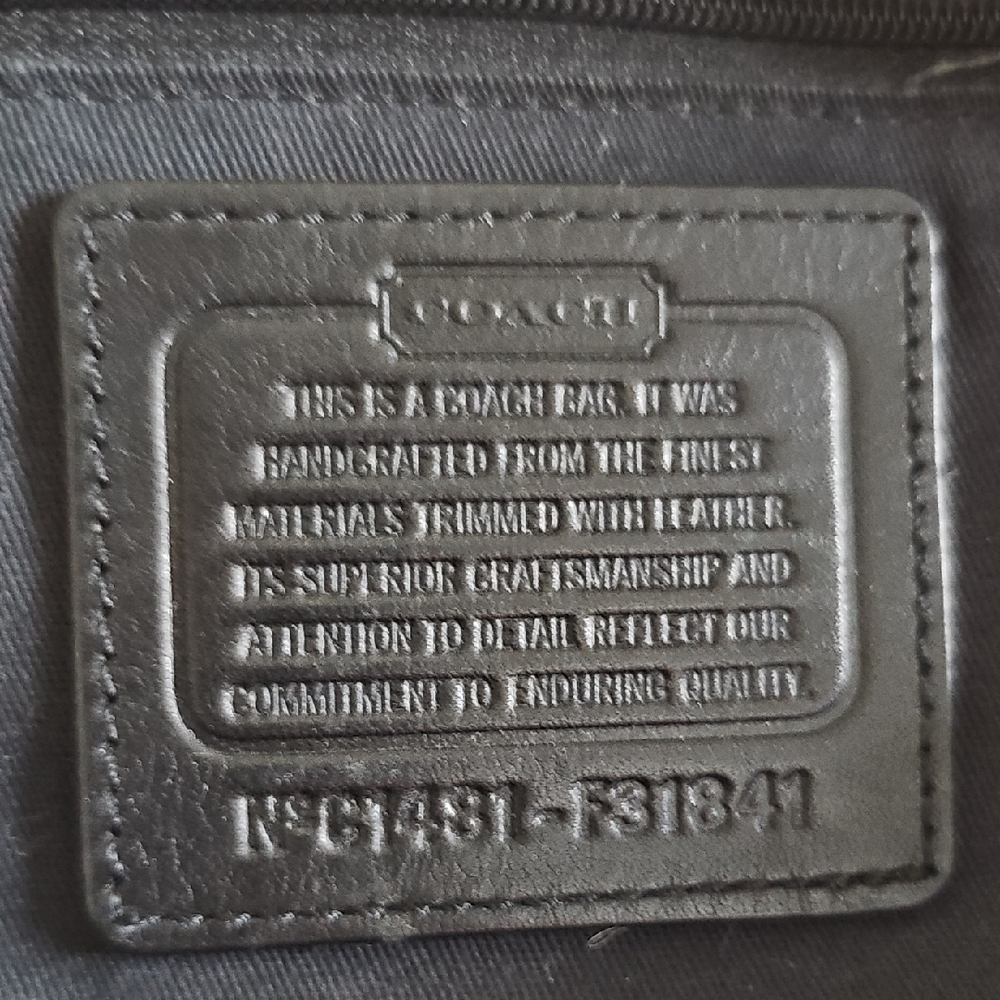 COACH
THIS IS A COACH BAG. IT WAS
HANDCRAFTED FROM THE FINEST
MATERIALS TRIMMED WITH LEATHER.
ITS SUPERIOR CRAFTSMANSHIP AND
ATTENTION TO DETAIL REFLECT OUR
COMMITMENT TO ENDURING QUALITY.
Nº C1481-F31841